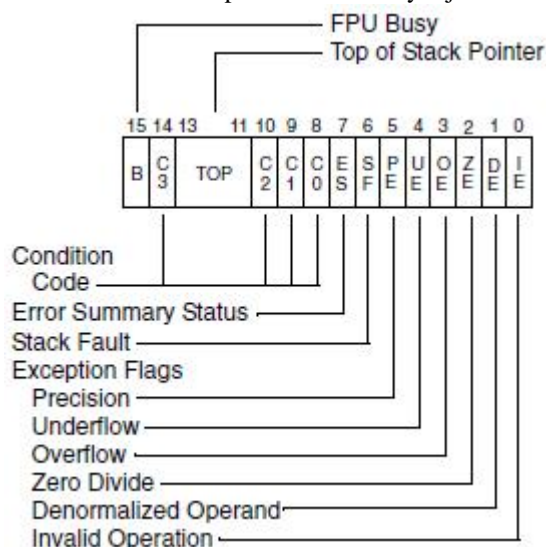 FPU Busy
Top of Stack Pointer
15 14 13 11 10 9 8 7 6 5 4 3 2 1 0
B C3 TOP C2 C1 C0 ES SF PE UE OE ZE DE IE
Condition
Code
Error Summary Status
Stack Fault
Exception Flags
Precision
Underflow
Overflow
Zero Divide
Denormalized Operand
Invalid Operation